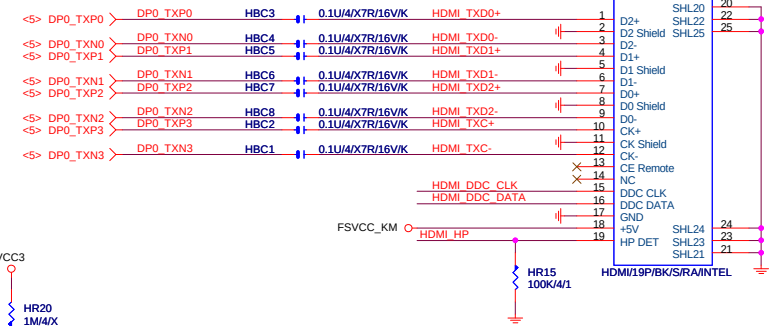 20
SHL20
<5> DP0_TXP0 DP0_TXP0 HBC3 0.1U/4/X7R/16V/K HDMI_TXD0+ 1 D2+ SHL22 22
2 D2 Shield SHL25 25
<5> DP0_TXN0 DP0_TXN0 HBC4 0.1U/4/X7R/16V/K HDMI_TXD0- 3 D2-
<5> DP0_TXP1 DP0_TXP1 HBC5 0.1U/4/X7R/16V/K HDMI_TXD1+ 4 D1+
5 D1 Shield
<5> DP0_TXN1 DP0_TXN1 HBC6 0.1U/4/X7R/16V/K HDMI_TXD1- 6 D1-
<5> DP0_TXP2 DP0_TXP2 HBC7 0.1U/4/X7R/16V/K HDMI_TXD2+ 7 D0+
8 D0 Shield
<5> DP0_TXN2 DP0_TXN2 HBC8 0.1U/4/X7R/16V/K HDMI_TXD2- 9 D0-
<5> DP0_TXP3 DP0_TXP3 HBC2 0.1U/4/X7R/16V/K HDMI_TXC+ 10 CK+
11 CK Shield
<5> DP0_TXN3 DP0_TXN3 HBC1 0.1U/4/X7R/16V/K HDMI_TXC- 12 CK-
13 CE Remote
14 NC
HDMI_DDC_CLK 15 DDC CLK
HDMI_DDC_DATA 16 DDC DATA
17 GND
FSVCC_KM 18 +5V SHL24 24
HDMI_HP 19 HP DET SHL23 23
SHL21 21
HDMI/19P/BK/S/RA/INTEL
VCC3
HR15
100K/4/1
HR20
1M/4/X